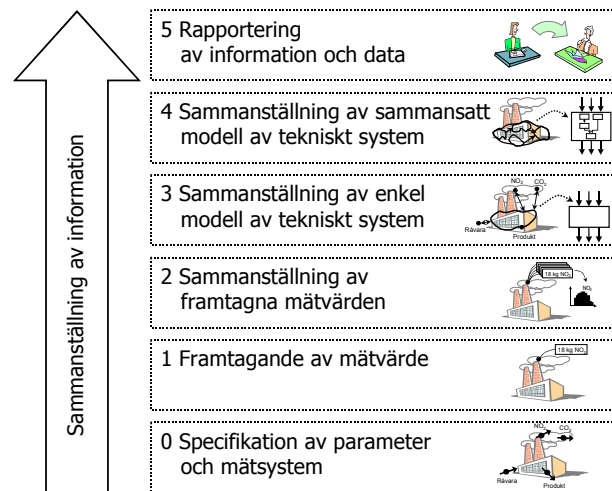 Sammanställning av information
5 Rapportering
av information och data
4 Sammanställning av sammansatt
modell av tekniskt system
3 Sammanställning av enkel
modell av tekniskt system
NO₂ CO₂
Råvara
Produkt
2 Sammanställning av
framtagna mätvärden
18 kg NO₂
NO₂
1 Framtagande av mätvärde
18 kg NO₂
0 Specifikation av parameter
och mätsystem
NO₂ CO₂
Råvara
Produkt